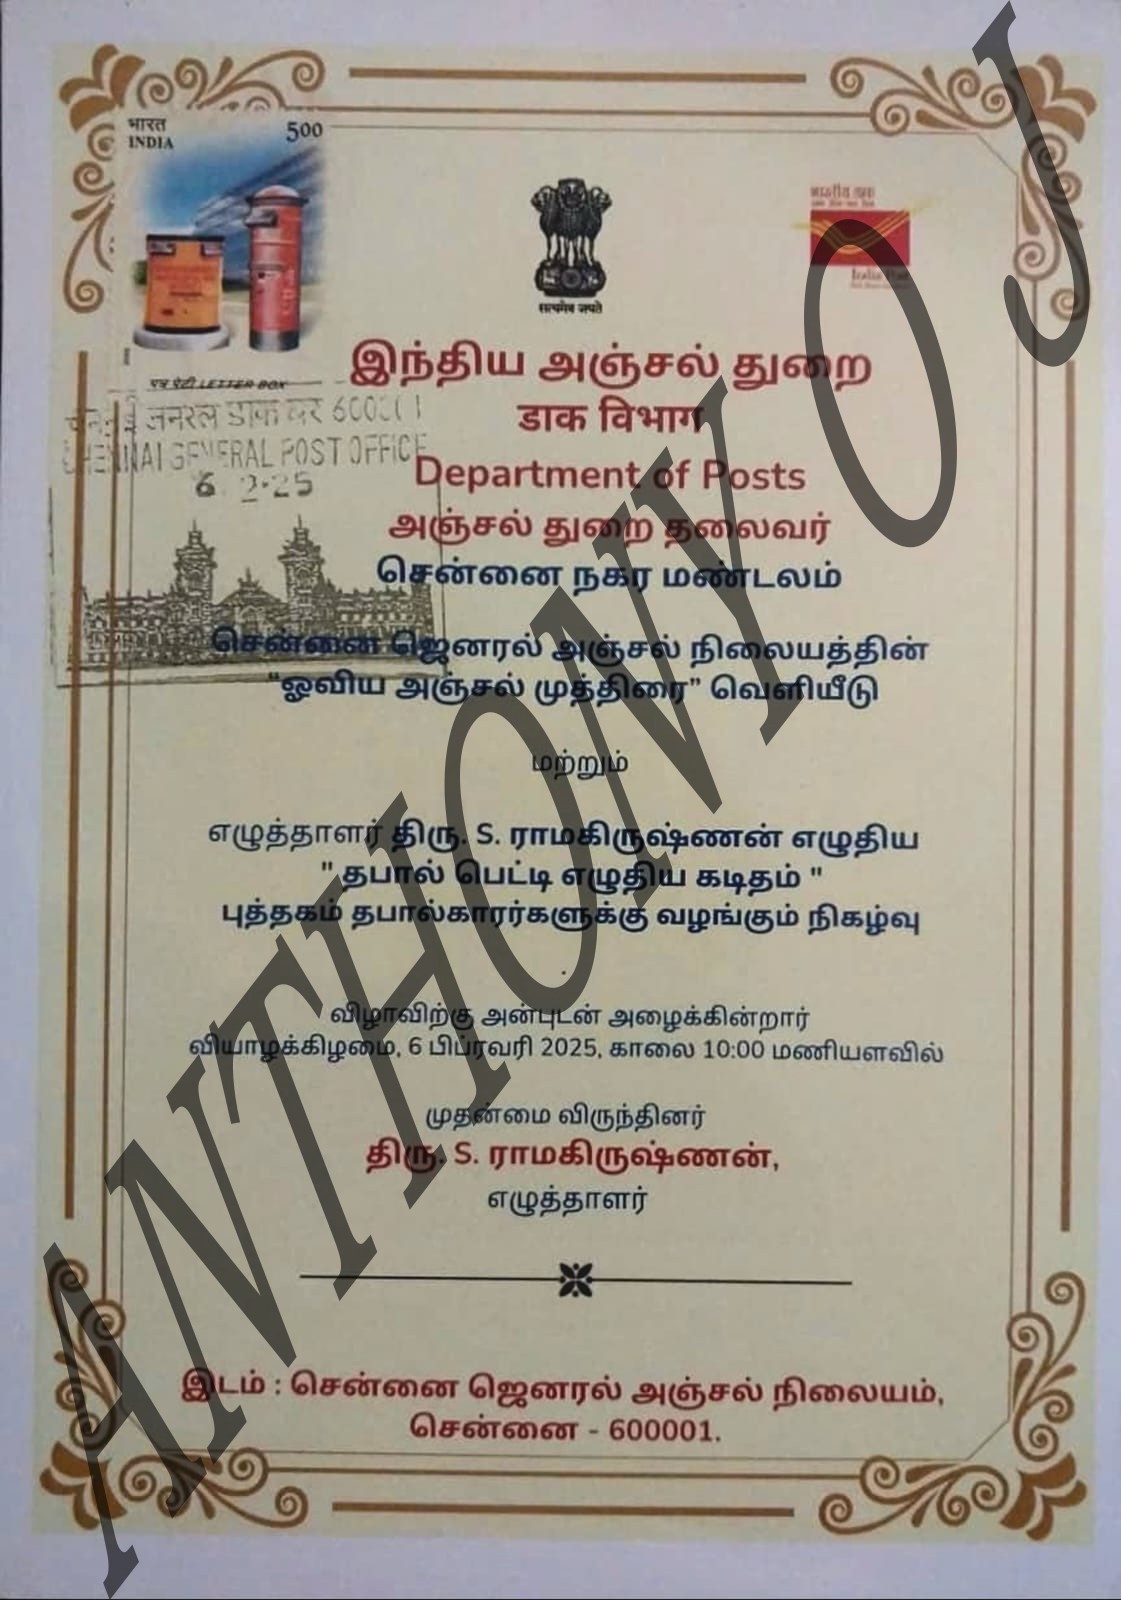 भारत
INDIA
500
पत्र पेटी LETTER BOX
सत्यमेव जयते
भारतीय डाक
India Post
जनरल डाक घर 600001
CHENNAI GENERAL POST OFFICE
6.2.25
இந்திய அஞ்சல் துறை
डाक विभाग
Department of Posts
அஞ்சல் துறை தலைவர்
சென்னை நகர மண்டலம்
சென்னை ஜெனரல் அஞ்சல் நிலையத்தின்
"ஓவிய அஞ்சல் முத்திரை" வெளியீடு
மற்றும்
எழுத்தாளர் திரு. S. ராமகிருஷ்ணன் எழுதிய
" தபால் பெட்டி எழுதிய கடிதம் "
புத்தகம் தபால்காரர்களுக்கு வழங்கும் நிகழ்வு
.
விழாவிற்கு அன்புடன் அழைக்கின்றார்
வியாழக்கிழமை, 6 பிப்ரவரி 2025, காலை 10:00 மணியளவில்
முதன்மை விருந்தினர்
திரு. S. ராமகிருஷ்ணன்,
எழுத்தாளர்
இடம் : சென்னை ஜெனரல் அஞ்சல் நிலையம்,
சென்னை - 600001.
ANTHONY O J